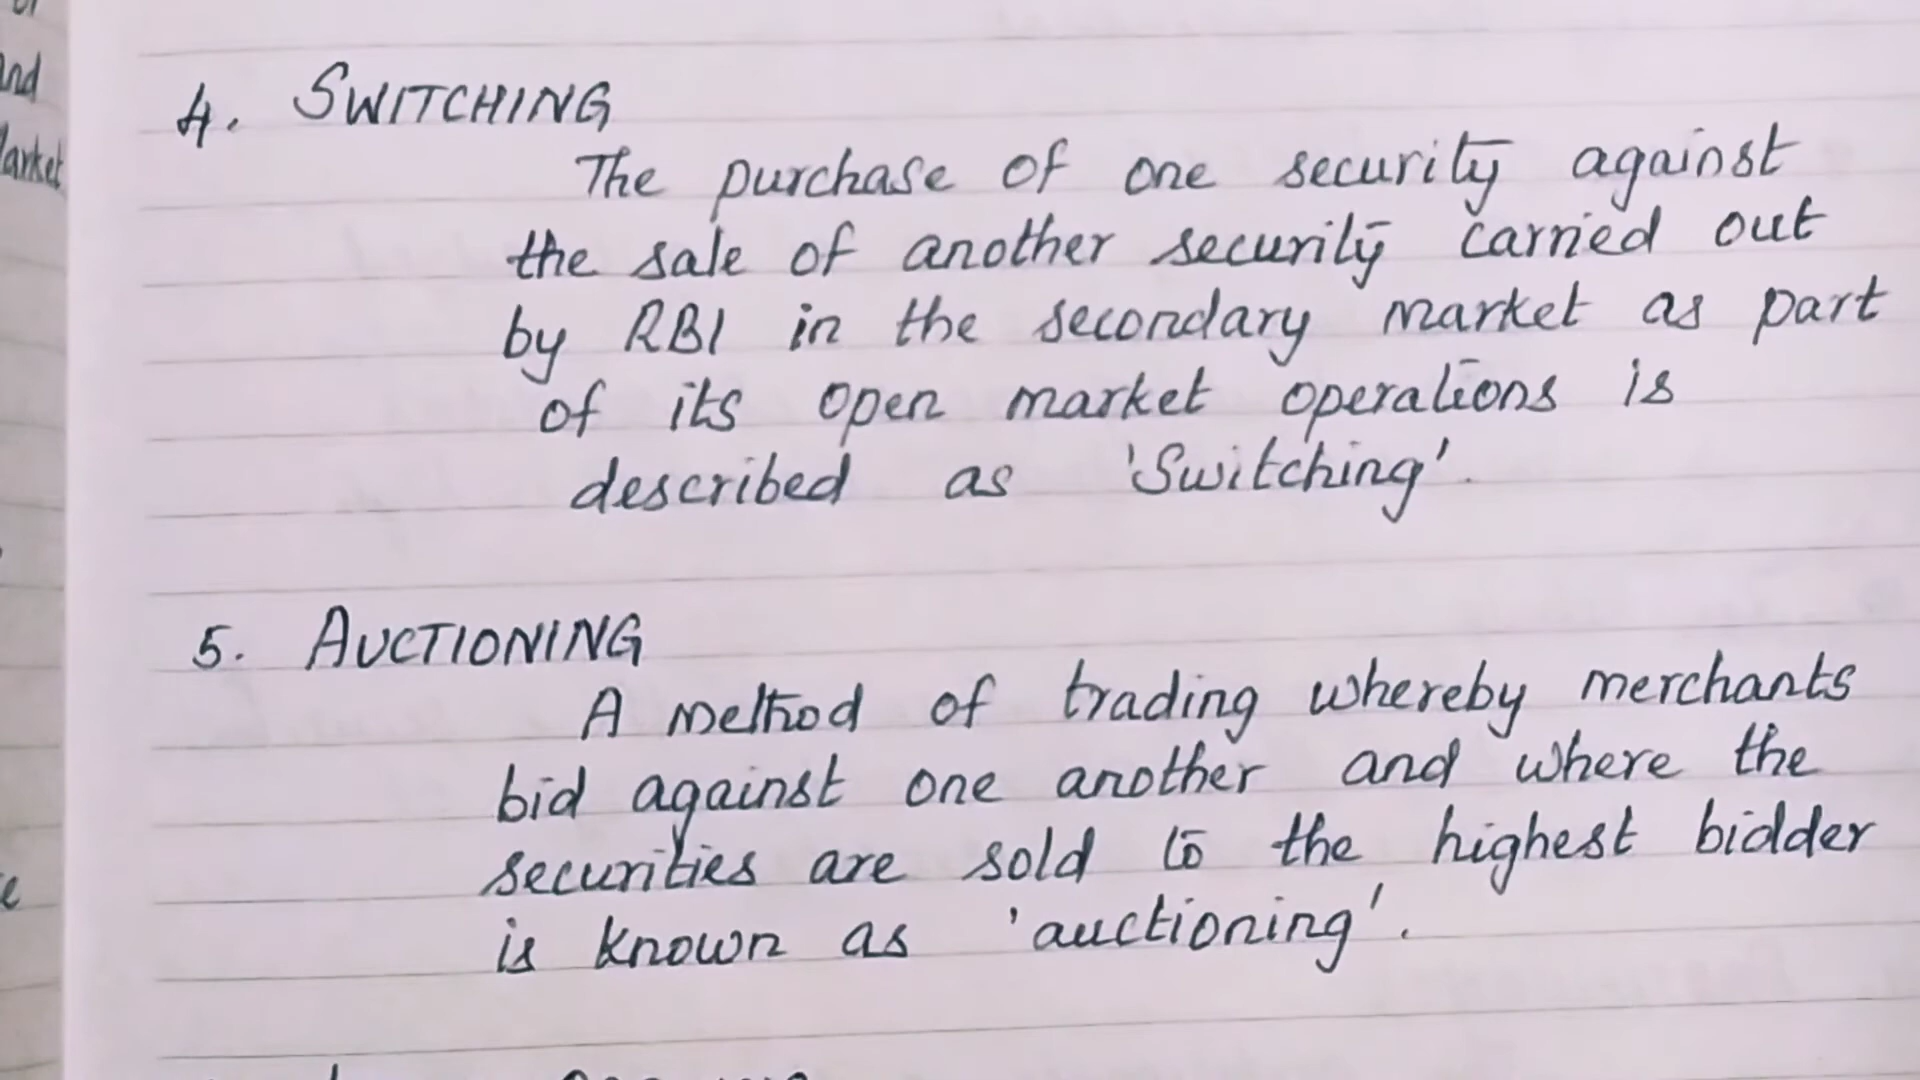 and
Market
4. SWITCHING
The purchase of one security against
the sale of another security carried out
by RBI in the secondary market as part
of its open market operations is
described as 'Switching'.
5. AUCTIONING
A method of trading whereby merchants
bid against one another and where the
securities are sold to the highest bidder
is known as 'auctioning'.